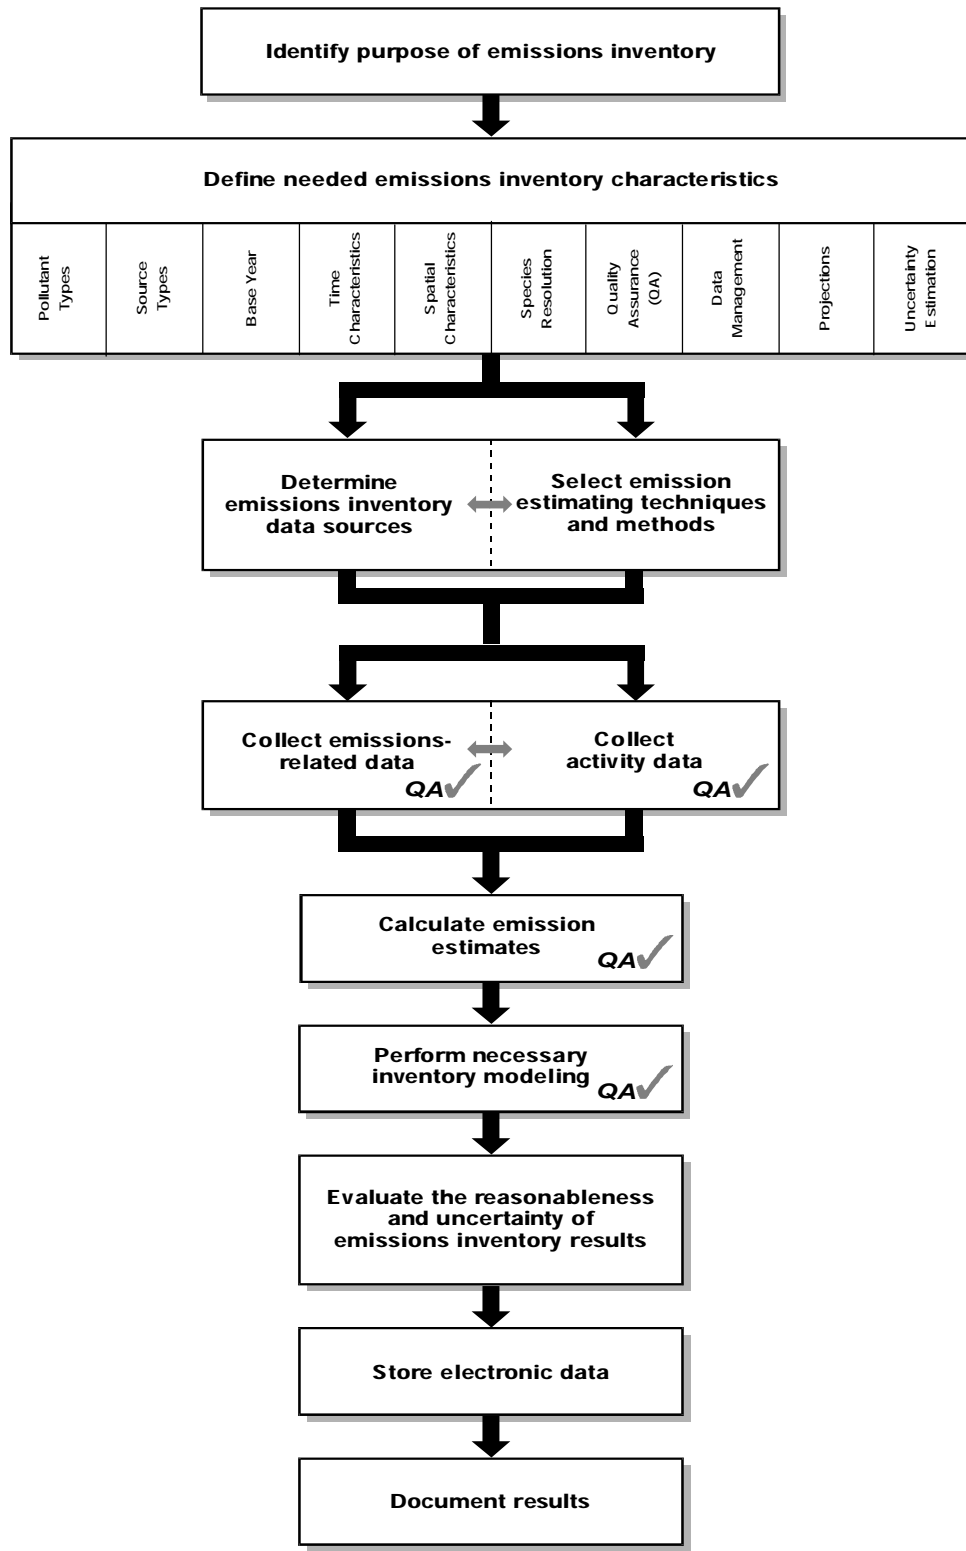 Identify purpose of emissions inventory
Define needed emissions inventory characteristics
Pollutant
Types
Source
Types
Base Year
Time
Characteristics
Spatial
Characteristics
Species
Resolution
Quality
Assurance
(QA)
Data
Management
Projections
Uncertainty
Estimation
Determine
emissions inventory
data sources
Select emission
estimating techniques
and methods
Collect emissions-
related data
QA
Collect
activity data
QA
Calculate emission
estimates
QA
Perform necessary
inventory modeling
QA
Evaluate the reasonableness
and uncertainty of
emissions inventory results
Store electronic data
Document results